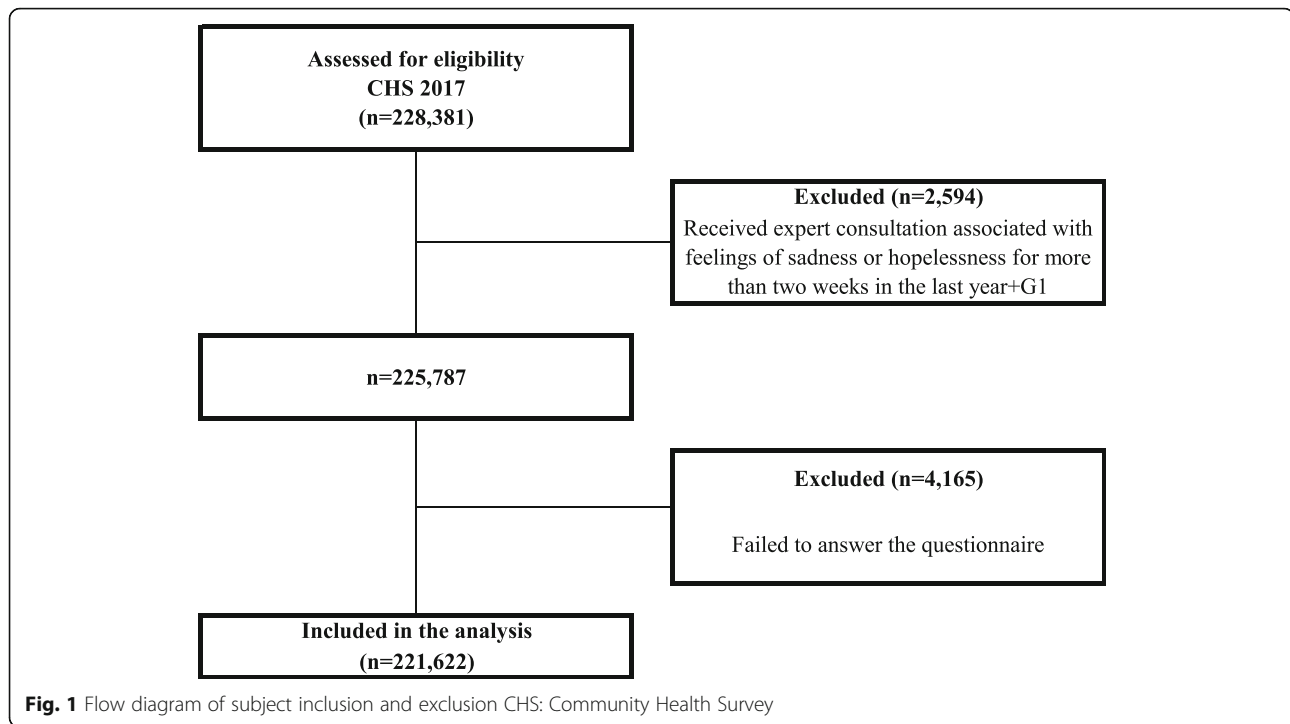 Assessed for eligibility
CHS 2017
(n=228,381)
Excluded (n=2,594)
Received expert consultation associated with
feelings of sadness or hopelessness for more
than two weeks in the last year+G1
n=225,787
Excluded (n=4,165)
Failed to answer the questionnaire
Included in the analysis
(n=221,622)
Fig. 1 Flow diagram of subject inclusion and exclusion CHS: Community Health Survey